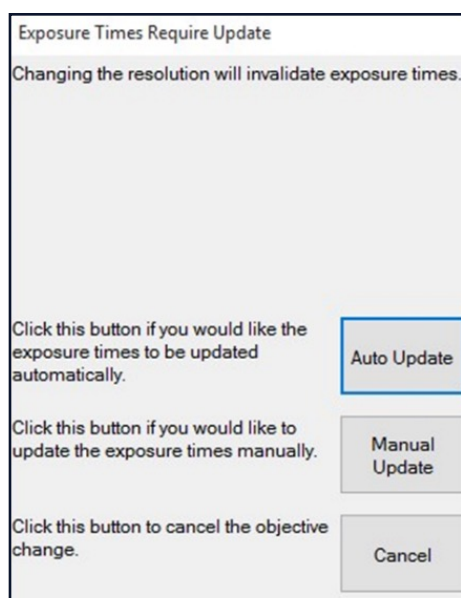 Exposure Times Require Update
Changing the resolution will invalidate exposure times.
Click this button if you would like the
exposure times to be updated
automatically.
Auto Update
Click this button if you would like to
update the exposure times manually.
Manual
Update
Click this button to cancel the objective
change.
Cancel